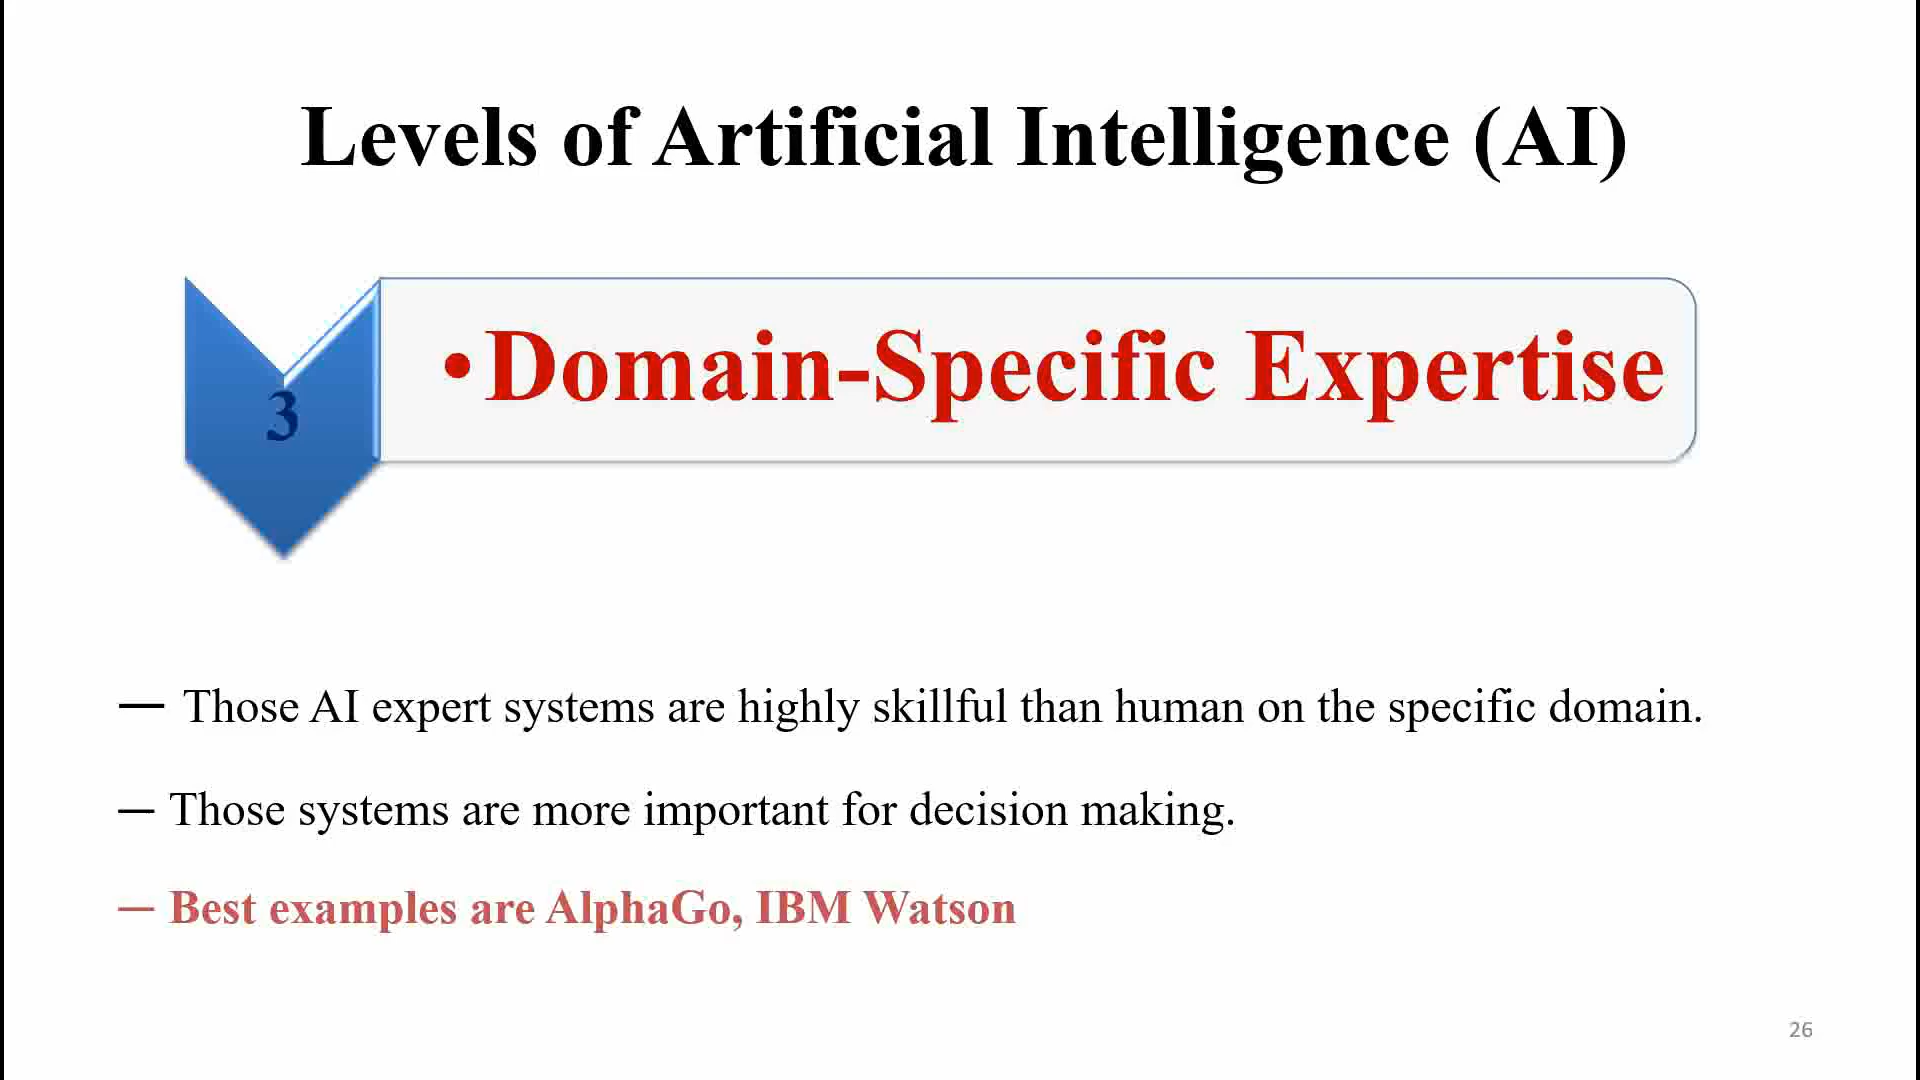 Levels of Artificial Intelligence (AI)
3
•Domain-Specific Expertise
— Those AI expert systems are highly skillful than human on the specific domain.
— Those systems are more important for decision making.
— Best examples are AlphaGo, IBM Watson
26